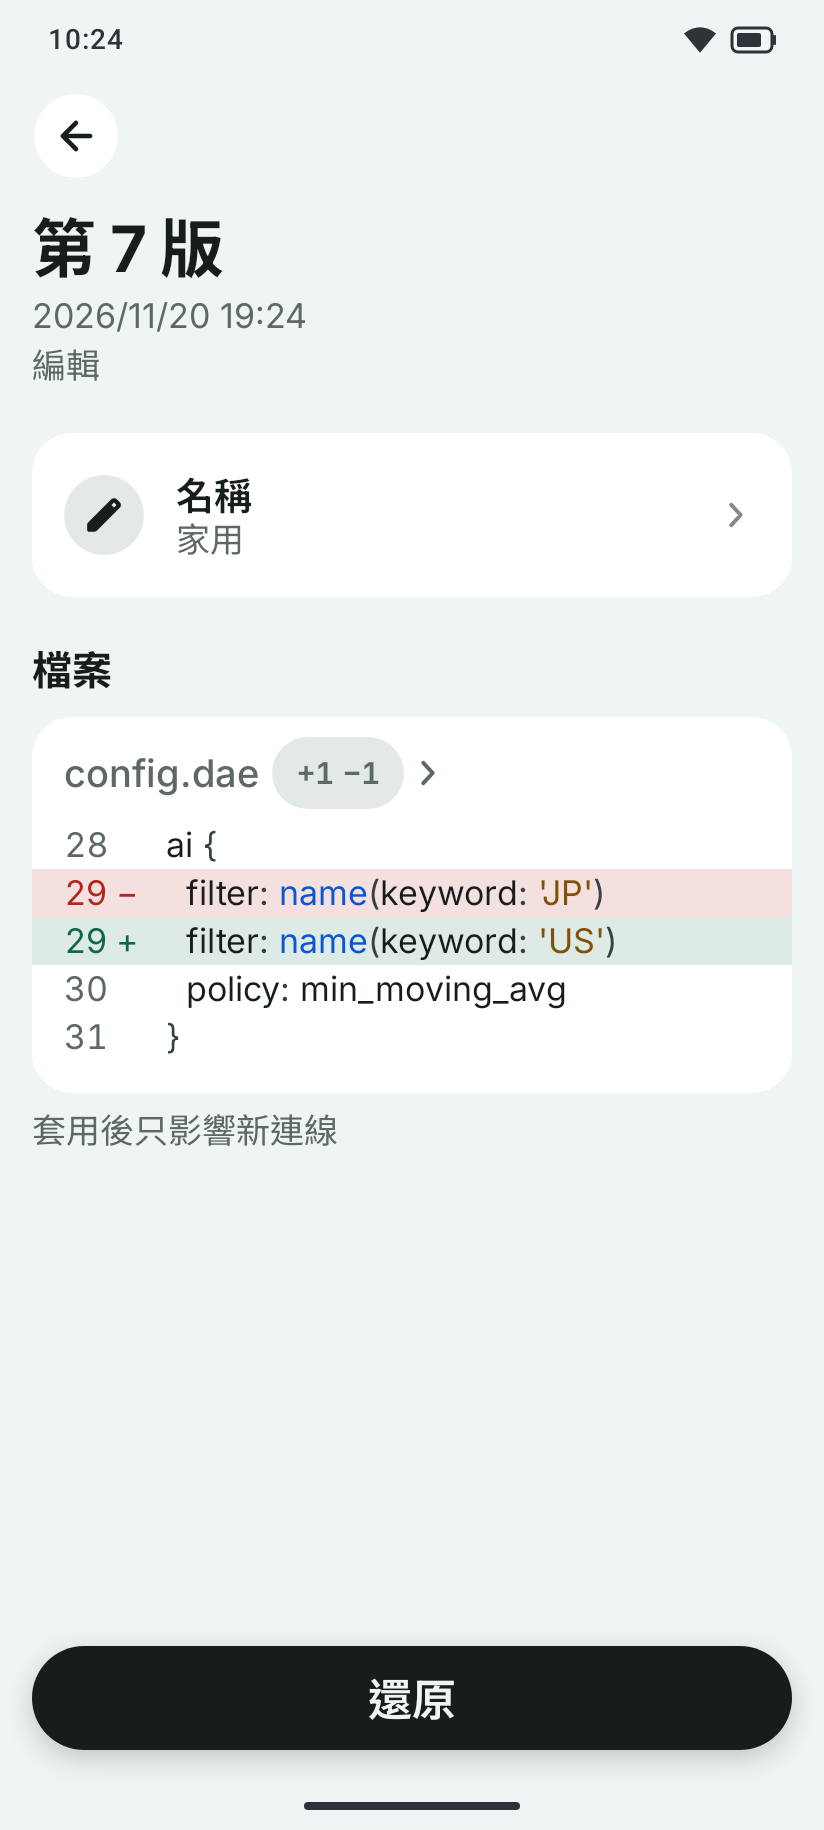 10:24
第 7 版
2026/11/20 19:24
編輯
名稱
家用
檔案
config.dae +1 −1
28 ai {
29 − filter: name(keyword: 'JP')
29 + filter: name(keyword: 'US')
30 policy: min_moving_avg
31 }
套用後只影響新連線
還原